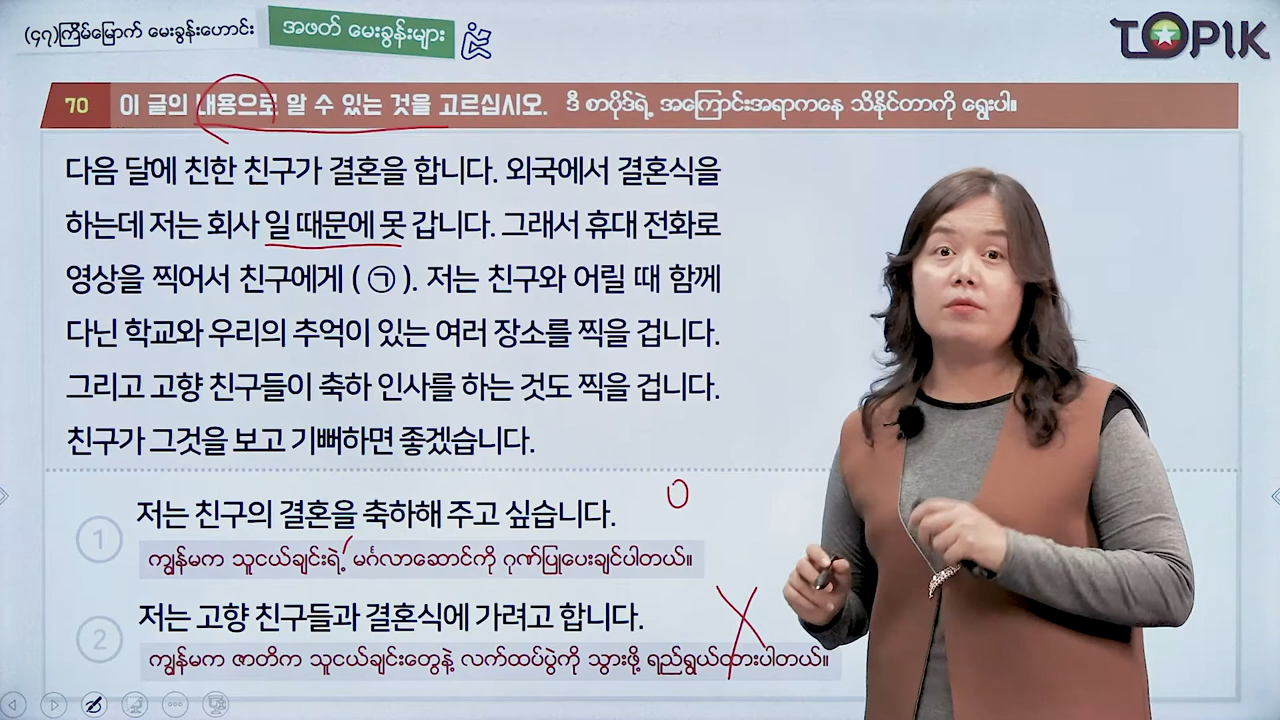 (၄၇)ကြိမ်မြောက် မေးခွန်းဟောင်း
အဖတ် မေးခွန်းများ
TOPIK
70 이 글의 내용으로 알 수 있는 것을 고르십시오. ဒီ စာပိုဒ်ရဲ့ အကြောင်းအရာကနေ သိနိုင်တာကို ရွေးပါ။
다음 달에 친한 친구가 결혼을 합니다. 외국에서 결혼식을
하는데 저는 회사 일 때문에 못 갑니다. 그래서 휴대 전화로
영상을 찍어서 친구에게 ( ㉠ ). 저는 친구와 어릴 때 함께
다닌 학교와 우리의 추억이 있는 여러 장소를 찍을 겁니다.
그리고 고향 친구들이 축하 인사를 하는 것도 찍을 겁니다.
친구가 그것을 보고 기뻐하면 좋겠습니다.
1 저는 친구의 결혼을 축하해 주고 싶습니다.
ကျွန်မက သူငယ်ချင်းရဲ့ မင်္ဂလာဆောင်ကို ဂုဏ်ပြုပေးချင်ပါတယ်။
2 저는 고향 친구들과 결혼식에 가려고 합니다.
ကျွန်မက ဇာတိက သူငယ်ချင်းတွေနဲ့ လက်ထပ်ပွဲကို သွားဖို့ ရည်ရွယ်ထားပါတယ်။